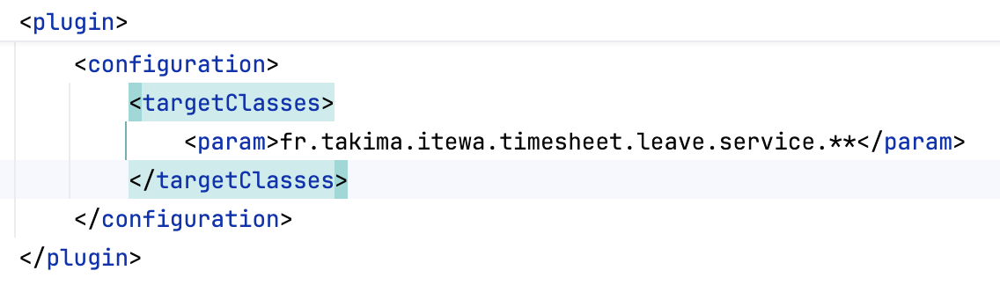 <plugin>
<configuration>
<targetClasses>
<param>fr.takima.itewa.timesheet.leave.service.**</param>
</targetClasses>
</configuration>
</plugin>